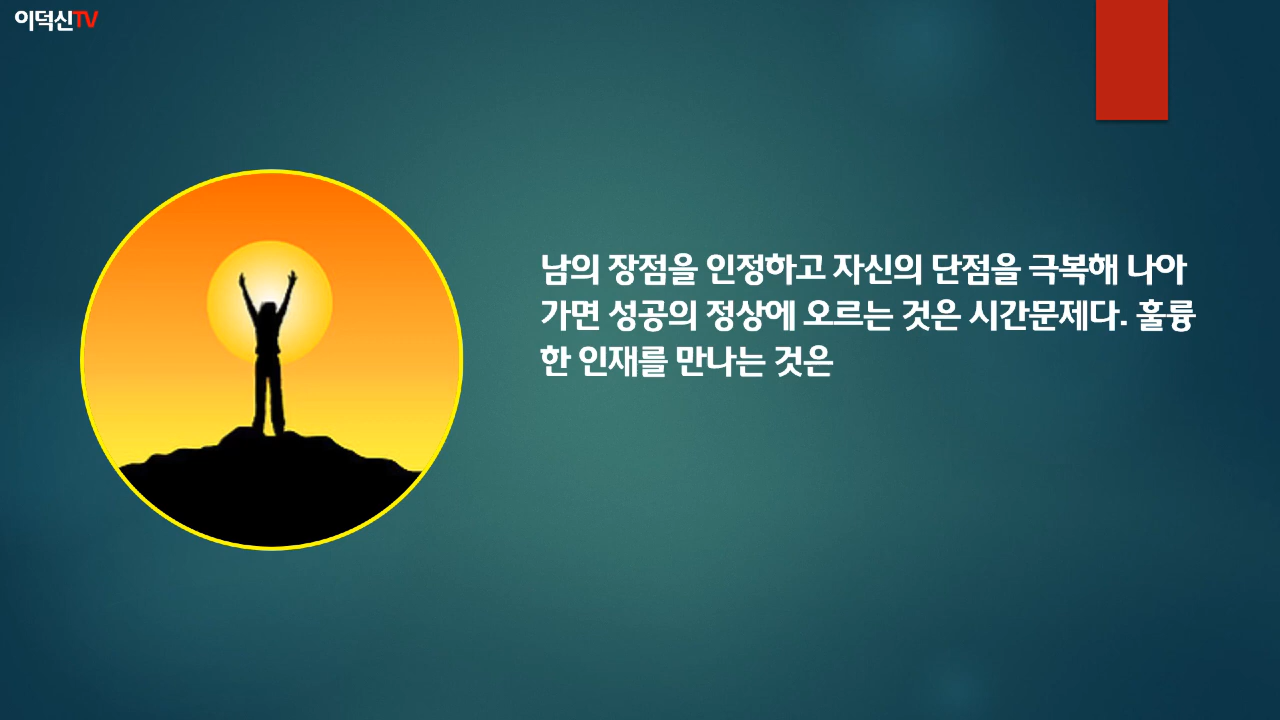 이덕신TV
남의 장점을 인정하고 자신의 단점을 극복해 나아
가면 성공의 정상에 오르는 것은 시간문제다. 훌륭
한 인재를 만나는 것은